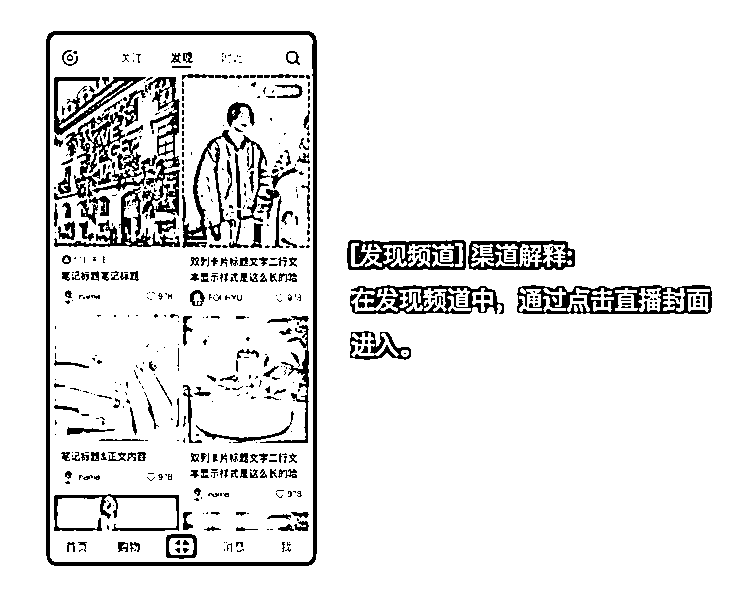 关注 发现 附近
笔记标题笔记标题
name 978
双列卡片标题文字二行文
本显示样式是这么长的哈
978
笔记标题&正文内容
name 978
双列卡片标题文字二行文
本显示样式是这么长的哈
name 978
首页 购物 消息 我
[发现频道] 渠道解释:
在发现频道中，通过点击直播封面
进入。